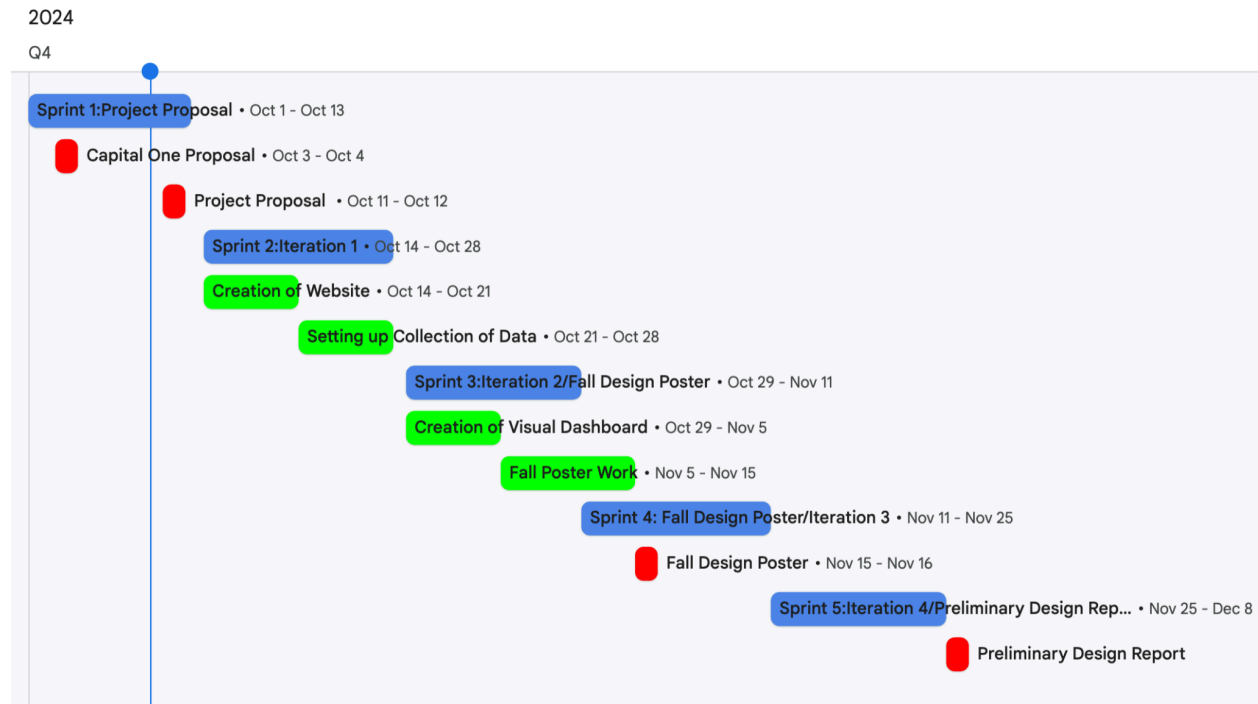 2024
Q4
Sprint 1:Project Proposal • Oct 1 - Oct 13
Capital One Proposal • Oct 3 - Oct 4
Project Proposal • Oct 11 - Oct 12
Sprint 2:Iteration 1 • Oct 14 - Oct 28
Creation of Website • Oct 14 - Oct 21
Setting up Collection of Data • Oct 21 - Oct 28
Sprint 3:Iteration 2/Fall Design Poster • Oct 29 - Nov 11
Creation of Visual Dashboard • Oct 29 - Nov 5
Fall Poster Work • Nov 5 - Nov 15
Sprint 4: Fall Design Poster/Iteration 3 • Nov 11 - Nov 25
Fall Design Poster • Nov 15 - Nov 16
Sprint 5:Iteration 4/Preliminary Design Rep... • Nov 25 - Dec 8
Preliminary Design Report